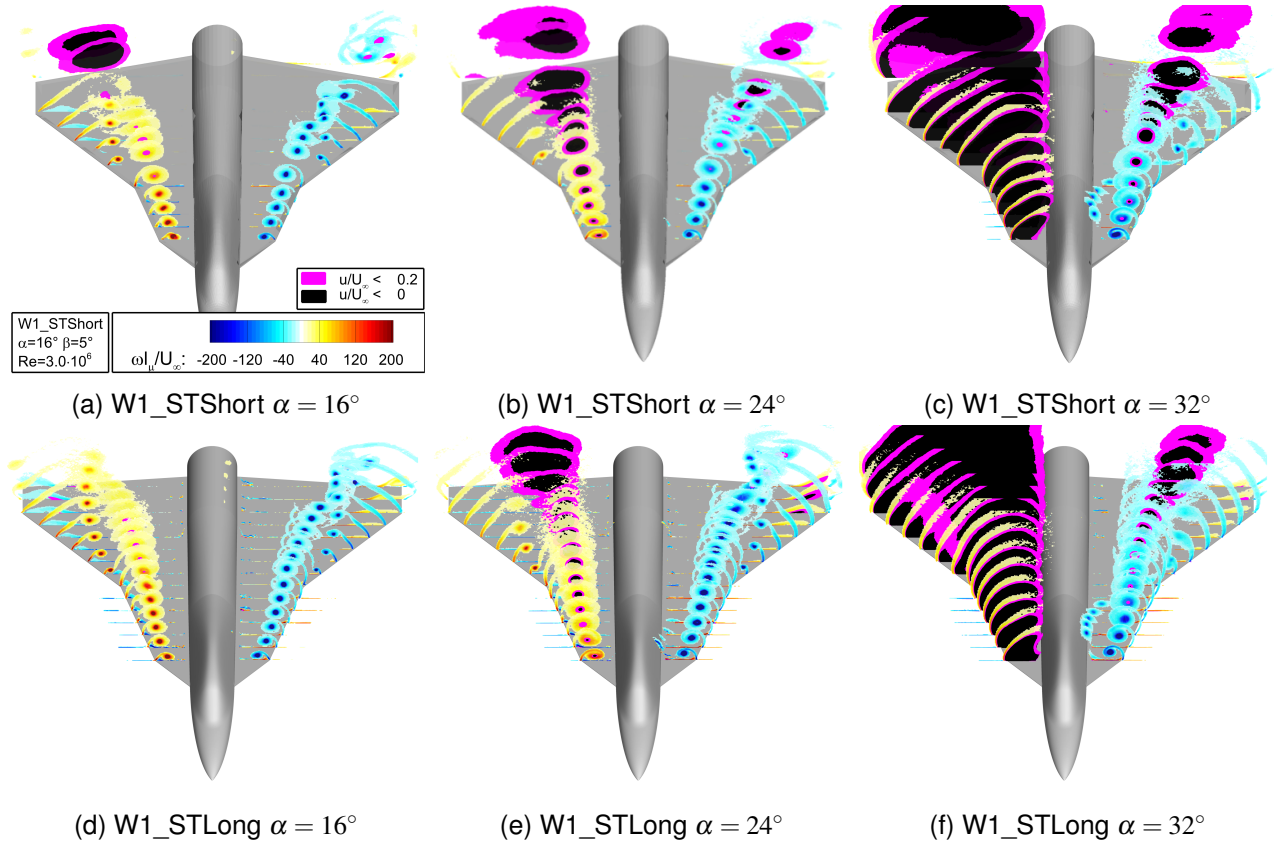 u/U∞ < 0.2
u/U∞ < 0
W1_STShort
α=16° β=5°
Re=3.0·10⁶
ωlμ/U∞: -200 -120 -40 40 120 200
(a) W1_STShort α = 16°
(b) W1_STShort α = 24°
(c) W1_STShort α = 32°
(d) W1_STLong α = 16°
(e) W1_STLong α = 24°
(f) W1_STLong α = 32°